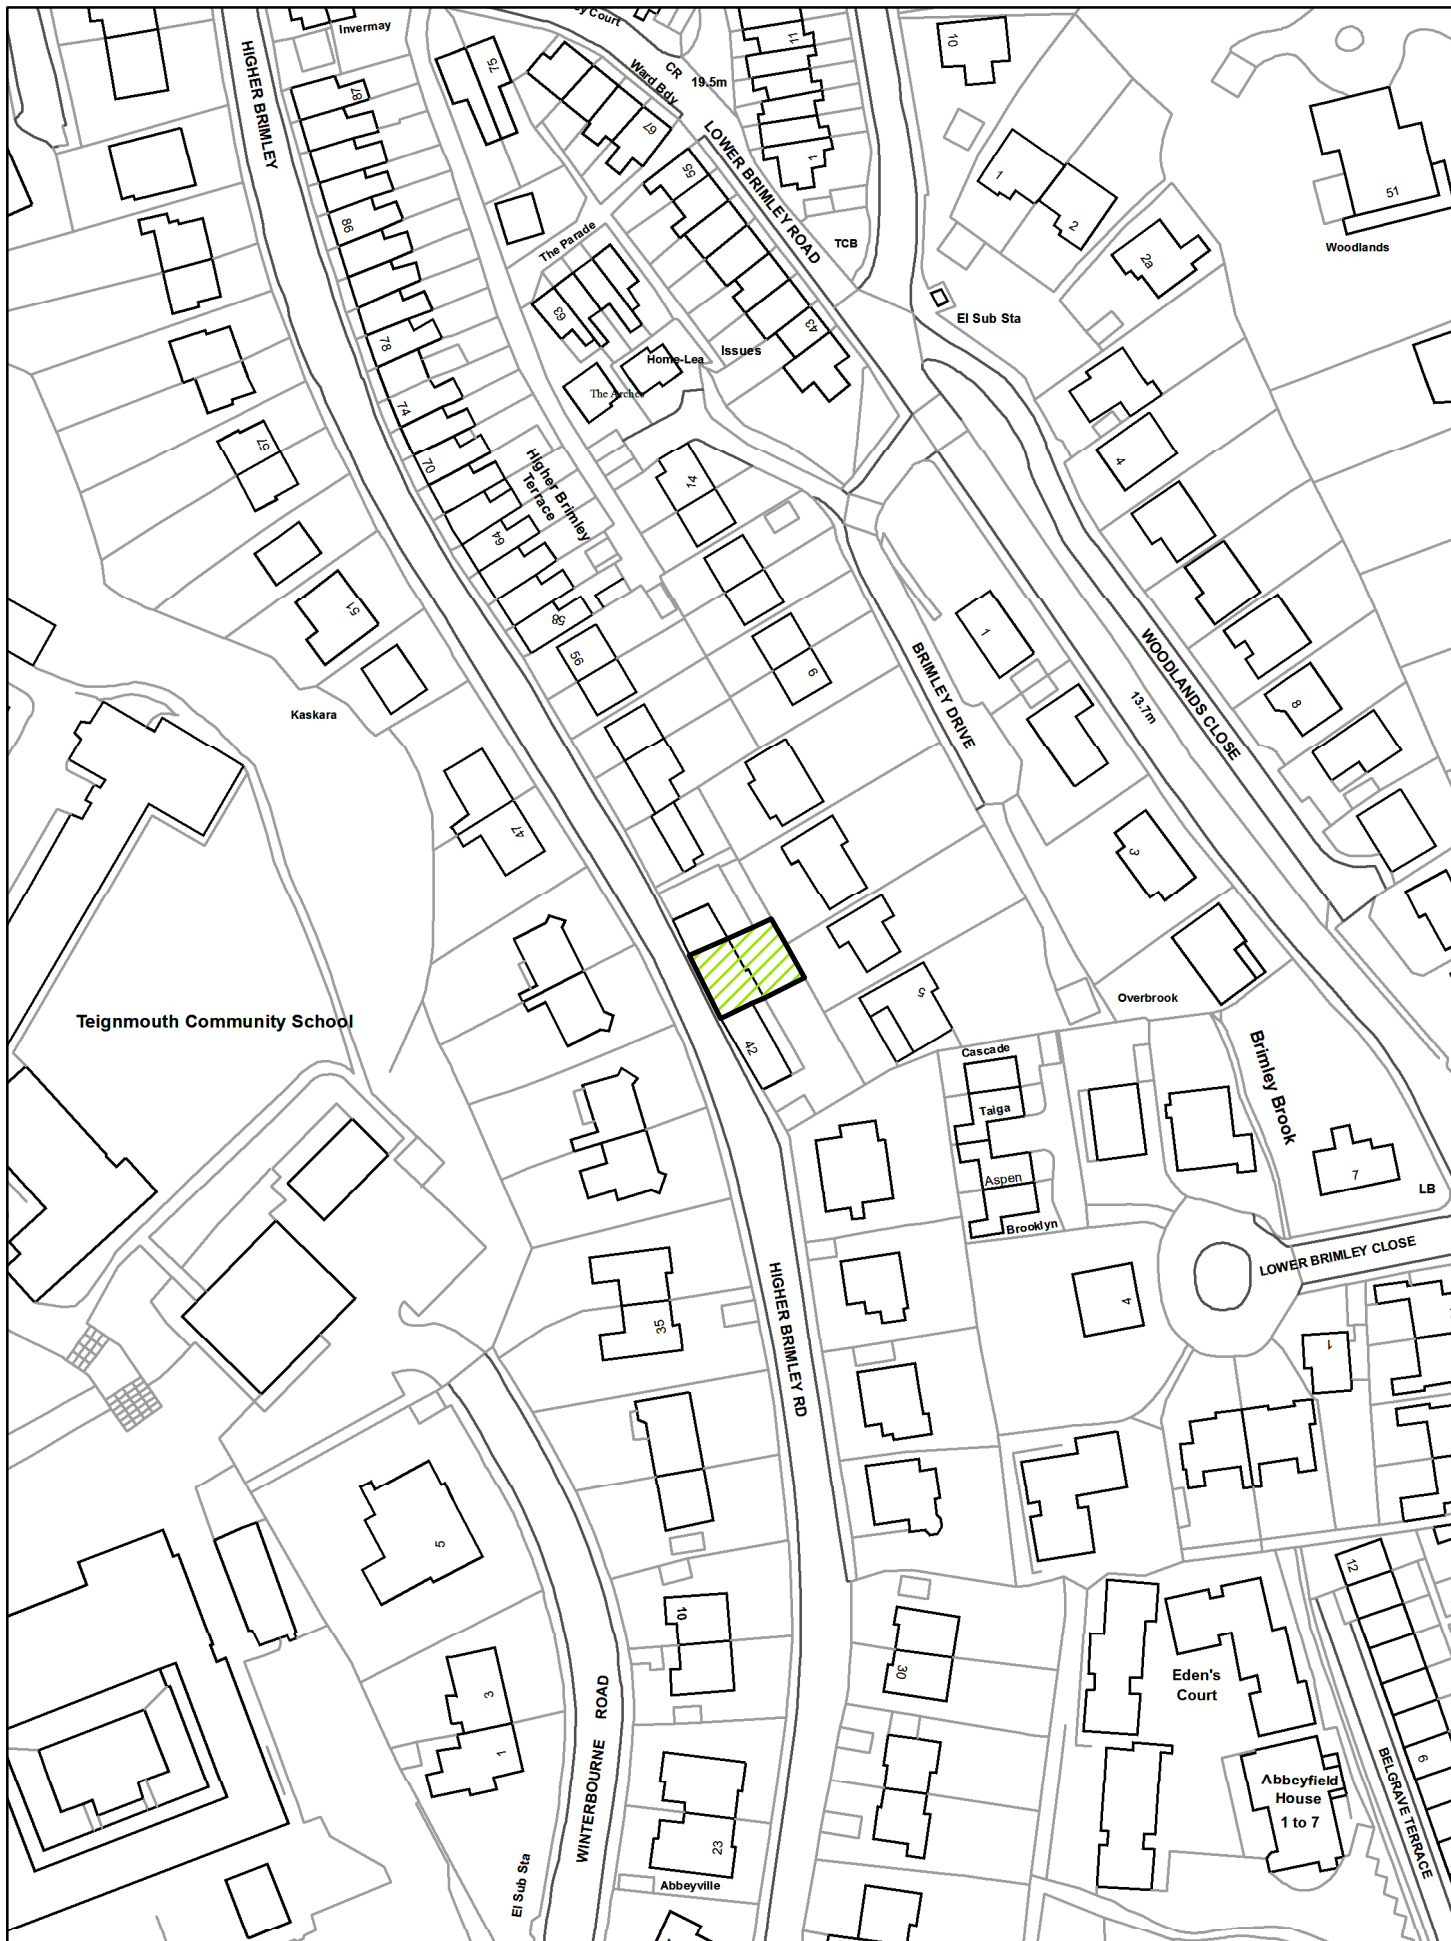 Invermay
y Court
HIGHER BRIMLEY
87
75
CR
Ward Bdy
19.5m
67
11
10
LOWER BRIMLEY ROAD
55
1
1
2
2a
51
Woodlands
86
The Parade
TCB
63
43
El Sub Sta
Home-Lea
Issues
The Arches
78
74
70
57
14
4
Higher Brimley
Terrace
64
58
51
56
6
1
BRIMLEY DRIVE
WOODLANDS CLOSE
13.7m
8
Kaskara
47
3
Teignmouth Community School
42
5
Overbrook
Cascade
Talga
Aspen
Brooklyn
Brimley Brook
7
LB
LOWER BRIMLEY CLOSE
4
1
35
HIGHER BRIMLEY RD
5
12
10
30
3
1
WINTERBOURNE ROAD
Eden's
Court
Abbeyfield
House
1 to 7
BELGRAVE TERRACE
6
23
Abbeyville
El Sub Sta